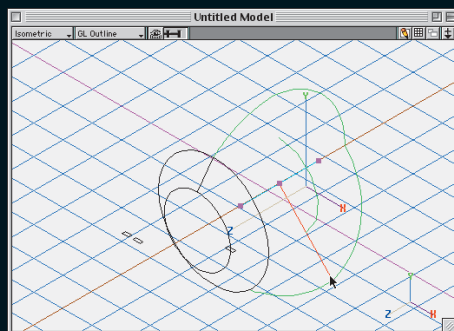 Untitled Model
Isometric GL Outline
Y
X
Z
Y
Z X